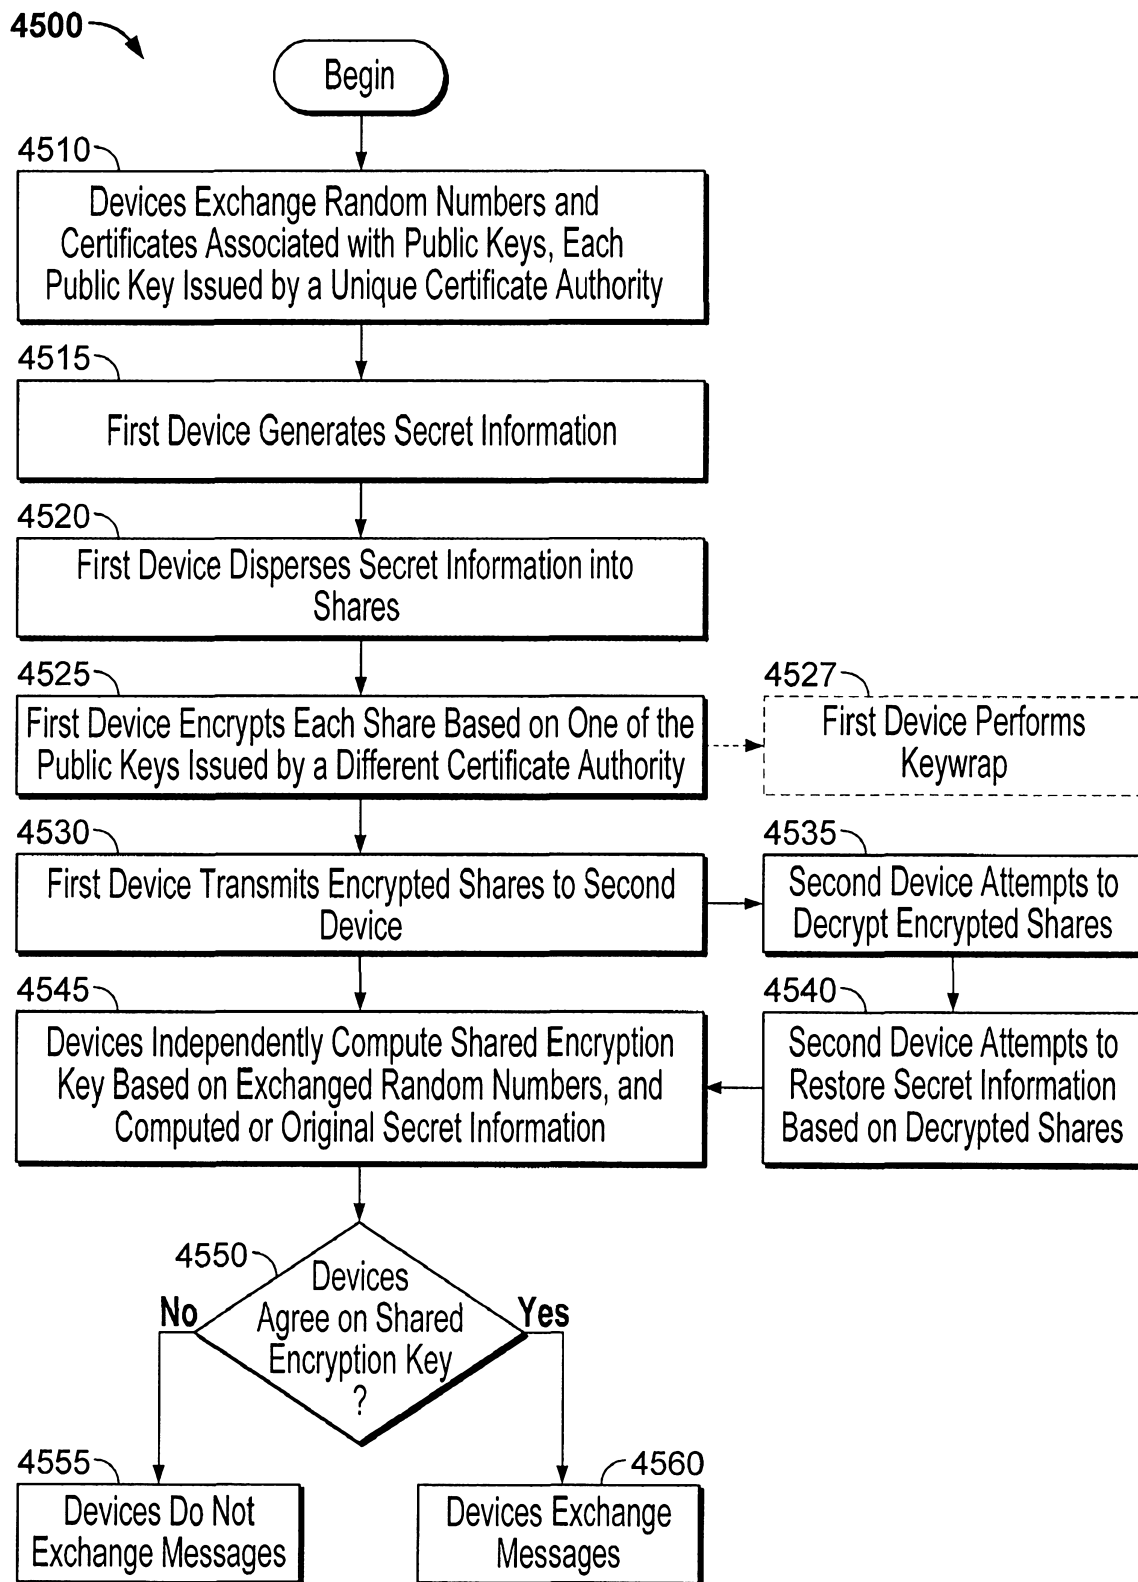 4500
Begin
4510
Devices Exchange Random Numbers and
Certificates Associated with Public Keys, Each
Public Key Issued by a Unique Certificate Authority
4515
First Device Generates Secret Information
4520
First Device Disperses Secret Information into
Shares
4525
First Device Encrypts Each Share Based on One of the
Public Keys Issued by a Different Certificate Authority
4527
First Device Performs
Keywrap
4530
First Device Transmits Encrypted Shares to Second
Device
4535
Second Device Attempts to
Decrypt Encrypted Shares
4540
Second Device Attempts to
Restore Secret Information
Based on Decrypted Shares
4545
Devices Independently Compute Shared Encryption
Key Based on Exchanged Random Numbers, and
Computed or Original Secret Information
4550
Devices
Agree on Shared
Encryption Key
?
No
Yes
4555
Devices Do Not
Exchange Messages
4560
Devices Exchange
Messages